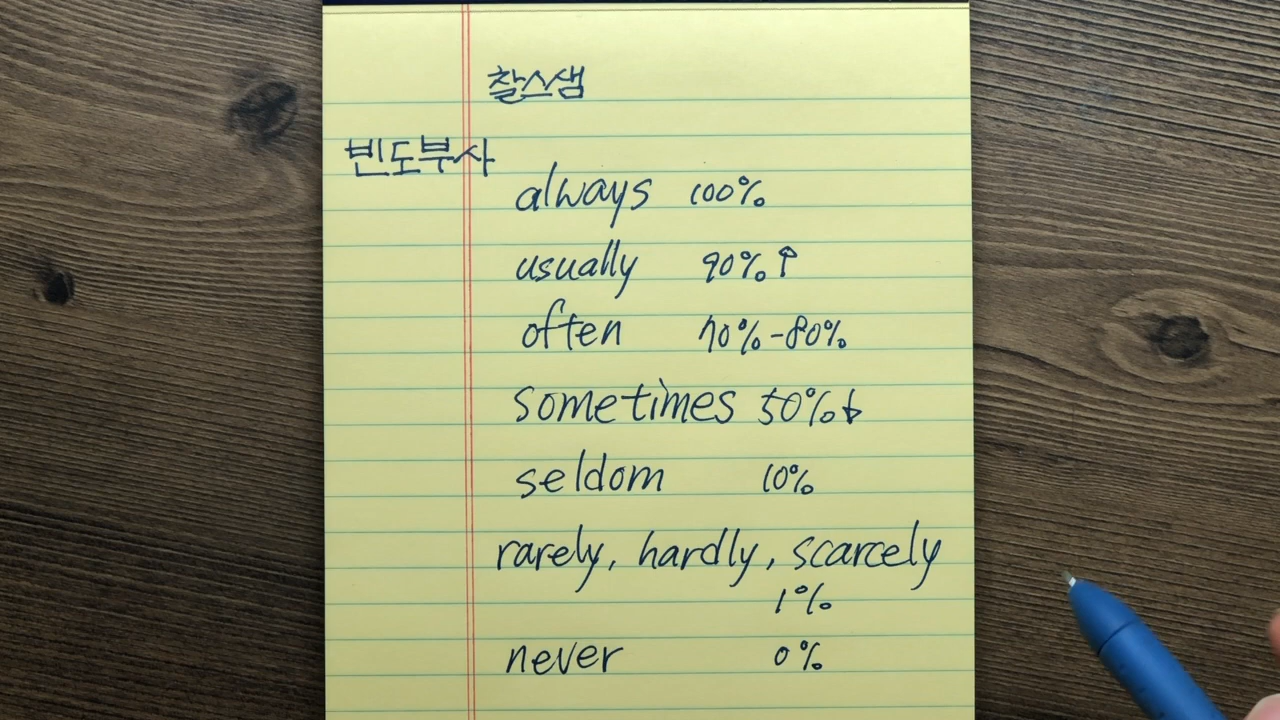 찰스샘
빈도부사
always 100%
usually 90%↑
often 70%-80%
sometimes 50%↓
seldom 10%
rarely, hardly, scarcely
1%
never 0%